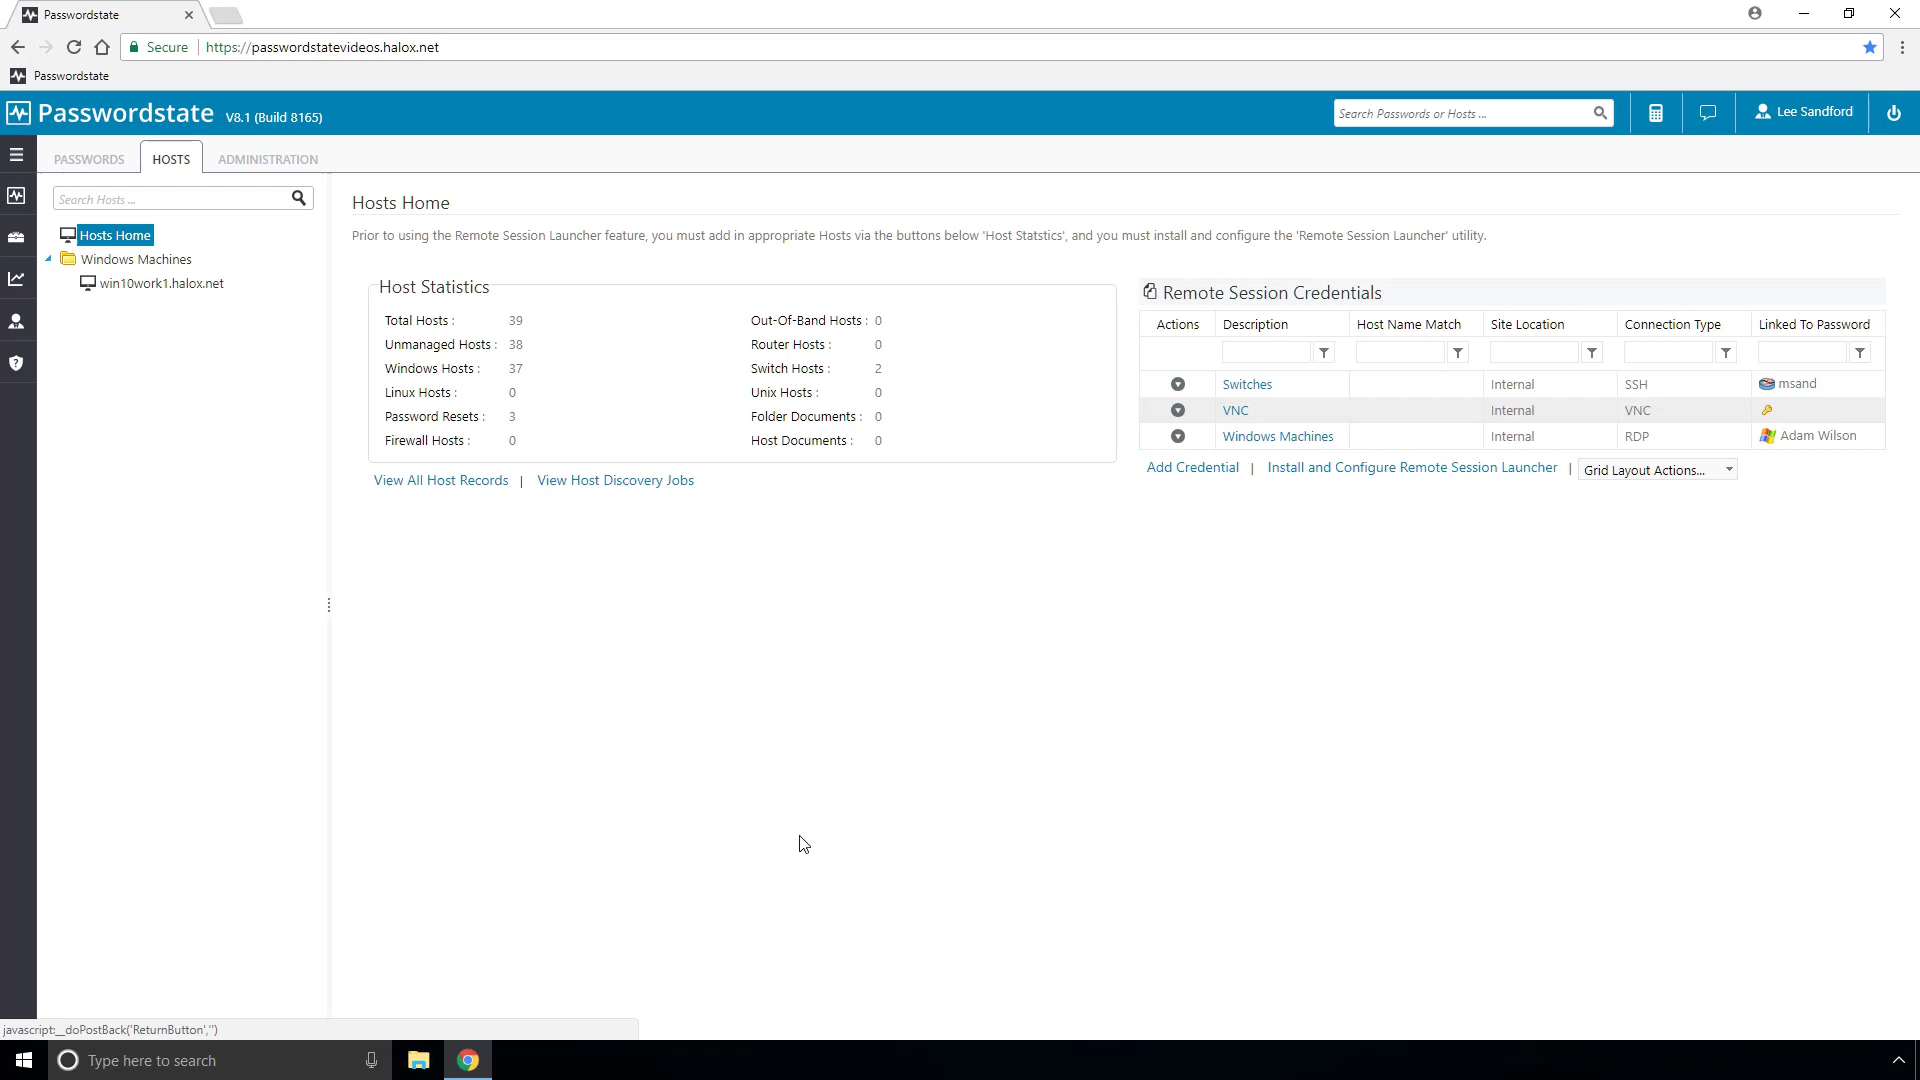 Passwordstate
Secure https://passwordstatevideos.halox.net
Passwordstate
Passwordstate V8.1 (Build 8165)
Search Passwords or Hosts ...
Lee Sandford
PASSWORDS HOSTS ADMINISTRATION
Search Hosts ...
Hosts Home
Windows Machines
win10work1.halox.net
Hosts Home
Prior to using the Remote Session Launcher feature, you must add in appropriate Hosts via the buttons below 'Host Statstics', and you must install and configure the 'Remote Session Launcher' utility.
Host Statistics
Total Hosts : 39 Out-Of-Band Hosts : 0
Unmanaged Hosts : 38 Router Hosts : 0
Windows Hosts : 37 Switch Hosts : 2
Linux Hosts : 0 Unix Hosts : 0
Password Resets : 3 Folder Documents : 0
Firewall Hosts : 0 Host Documents : 0
View All Host Records | View Host Discovery Jobs
Remote Session Credentials
Actions Description Host Name Match Site Location Connection Type Linked To Password
Switches Internal SSH msand
VNC Internal VNC
Windows Machines Internal RDP Adam Wilson
Add Credential | Install and Configure Remote Session Launcher | Grid Layout Actions...
javascript:__doPostBack('ReturnButton','')
Type here to search